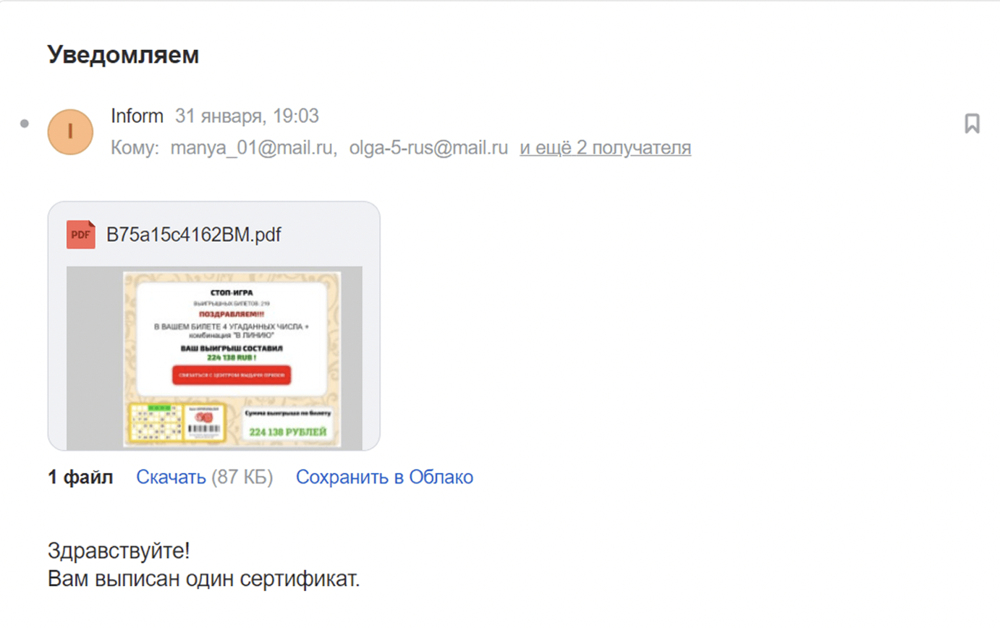 Уведомляем
I
Inform 31 января, 19:03
Кому: manya_01@mail.ru, olga-5-rus@mail.ru и ещё 2 получателя
PDF B75a15c4162BM.pdf
СТОП-ИГРА
ВЫИГРЫШНЫХ БИЛЕТОВ: 219
ПОЗДРАВЛЯЕМ!!!
В ВАШЕМ БИЛЕТЕ 4 УГАДАННЫХ ЧИСЛА +
комбинация "В ЛИНИЮ"
ВАШ ВЫИГРЫШ СОСТАВИЛ
224 138 RUB !
СВЯЗАТЬСЯ С ЦЕНТРОМ ВЫДАЧИ ПРИЗОВ
Сумма выигрыша по билету
224 138 РУБЛЕЙ
1 файл Скачать (87 КБ) Сохранить в Облако
Здравствуйте!
Вам выписан один сертификат.